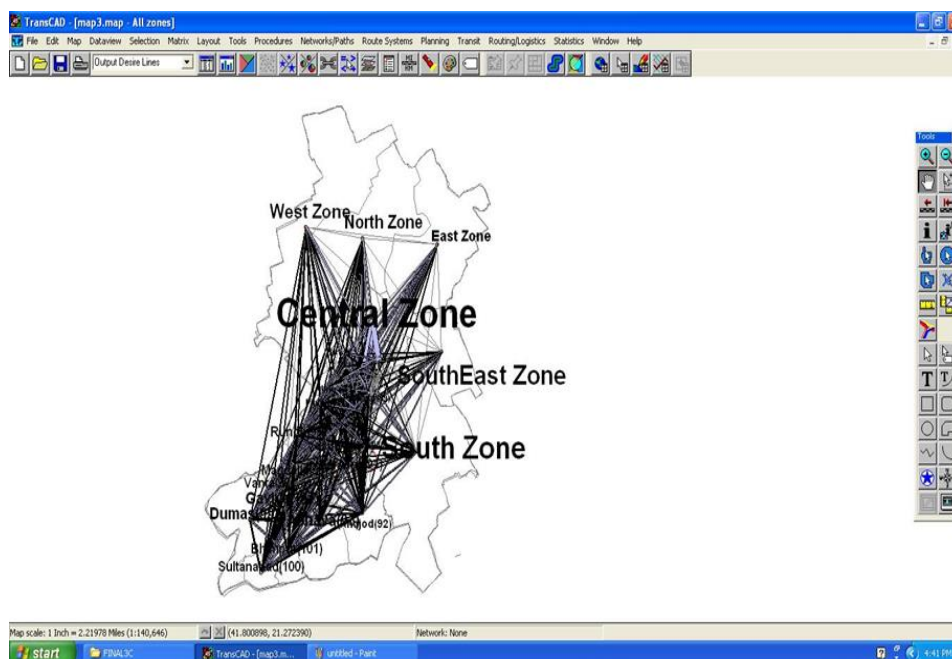 TransCAD - [map3.map - All zones]
File Edit Map Dataview Selection Matrix Layout Tools Procedures Networks/Paths Route Systems Planning Transit Routing/Logistics Statistics Window Help
Output Desire Lines
Tools
West Zone
North Zone
East Zone
Central Zone
SouthEast Zone
South Zone
Sultanabad(100)
Map scale: 1 Inch = 2.21978 Miles (1:140,646) (41.800898, 21.272390) Network: None
start FINAL3C TransCAD - [map3.m... untitled - Paint 4:41 PM